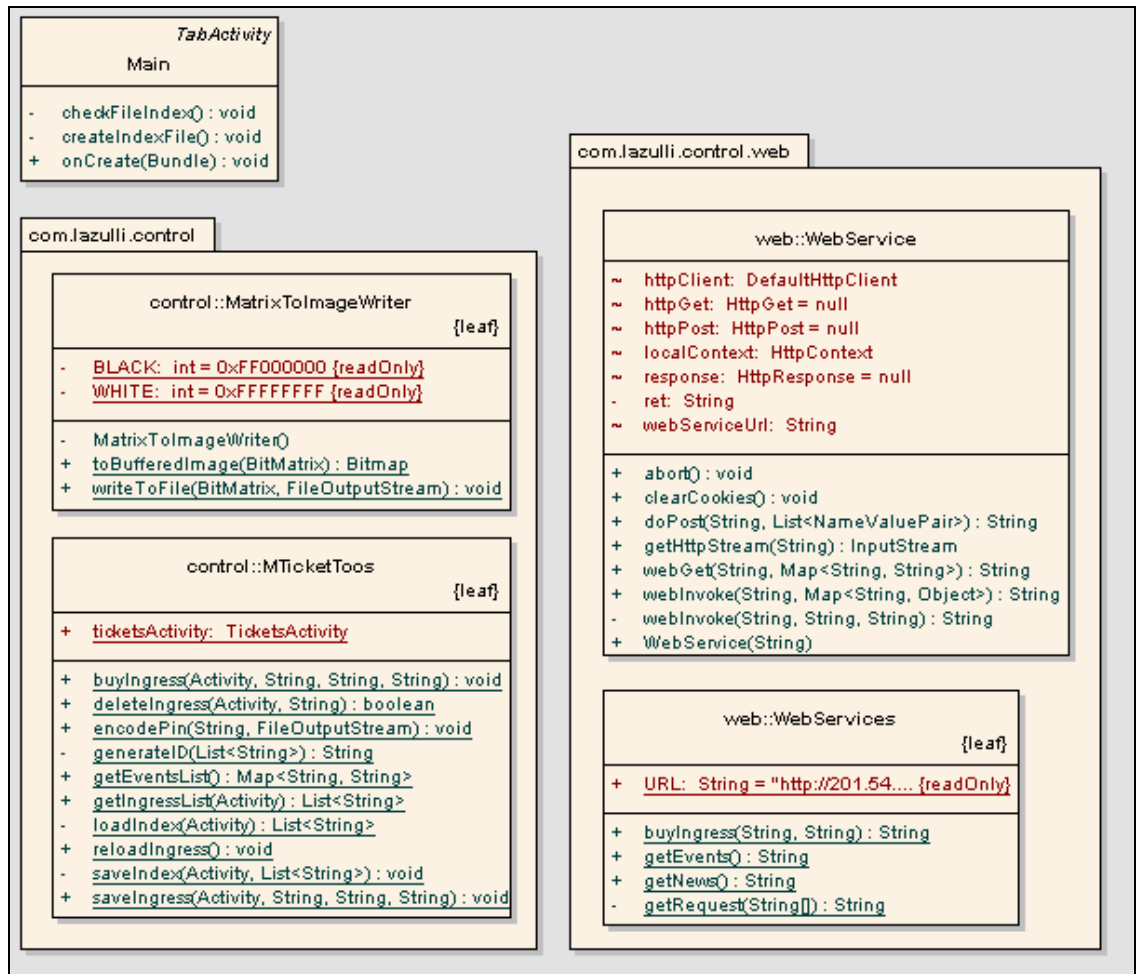 TabActivity
Main
- checkFileIndex() : void
- createIndexFile() : void
+ onCreate(Bundle) : void
com.lazulli.control
control::MatrixToImageWriter
{leaf}
- BLACK: int = 0xFF000000 {readOnly}
- WHITE: int = 0xFFFFFFFF {readOnly}
- MatrixToImageWriter()
+ toBufferedImage(BitMatrix) : Bitmap
+ writeToFile(BitMatrix, FileOutputStream) : void
control::MTicketToos
{leaf}
+ ticketsActivity: TicketsActivity
+ buyIngress(Activity, String, String, String) : void
+ deleteIngress(Activity, String) : boolean
+ encodePin(String, FileOutputStream) : void
- generateID(List<String>) : String
+ getEventsList() : Map<String, String>
+ getIngressList(Activity) : List<String>
- loadIndex(Activity) : List<String>
+ reloadIngress() : void
- saveIndex(Activity, List<String>) : void
+ saveIngress(Activity, String, String, String) : void
com.lazulli.control.web
web::WebService
~ httpClient: DefaultHttpClient
~ httpGet: HttpGet = null
~ httpPost: HttpPost = null
~ localContext: HttpContext
~ response: HttpResponse = null
- ret: String
~ webServiceUrl: String
+ abort() : void
+ clearCookies() : void
+ doPost(String, List<NameValuePair>) : String
+ getHttpStream(String) : InputStream
+ webGet(String, Map<String, String>) : String
+ webInvoke(String, Map<String, Object>) : String
- webInvoke(String, String, String) : String
+ WebService(String)
web::WebServices
{leaf}
+ URL: String = "http://201.54.... {readOnly}
+ buyIngress(String, String) : String
+ getEvents() : String
+ getNews() : String
- getRequest(String[]) : String